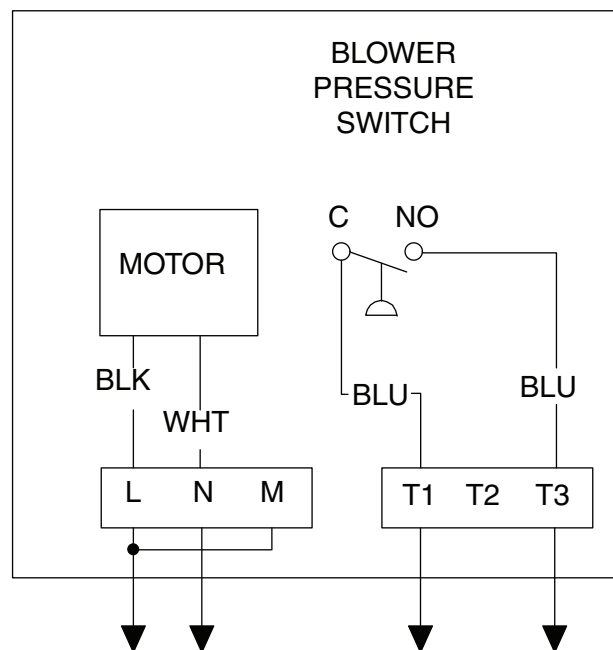 BLOWER
PRESSURE
SWITCH
C NO
MOTOR
BLK
BLU
BLU
WHT
L N M
T1 T2 T3